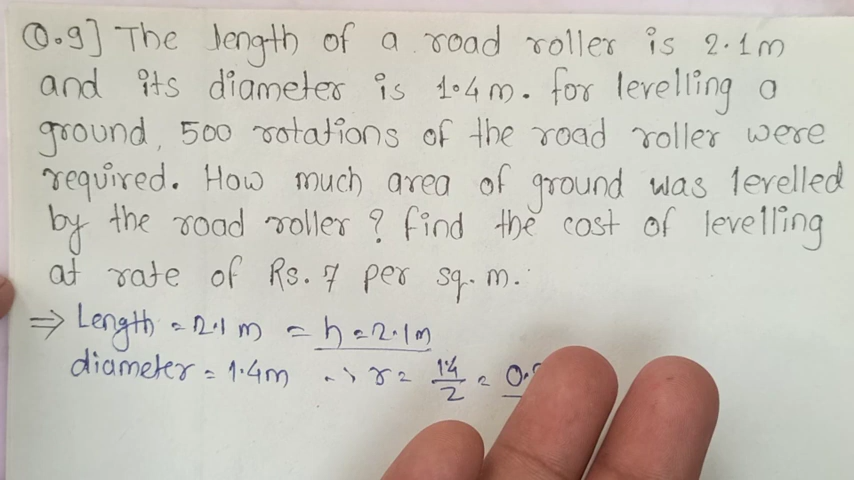 Q.9] The length of a road roller is 2.1m
and its diameter is 1.4m. for levelling a
ground, 500 rotations of the road roller were
required. How much area of ground was levelled
by the road roller? find the cost of levelling
at rate of Rs. 7 per sq. m.
⇒ Length = 2.1 m = h = 2.1m
diameter = 1.4m ∴ r = 1.4/2 =